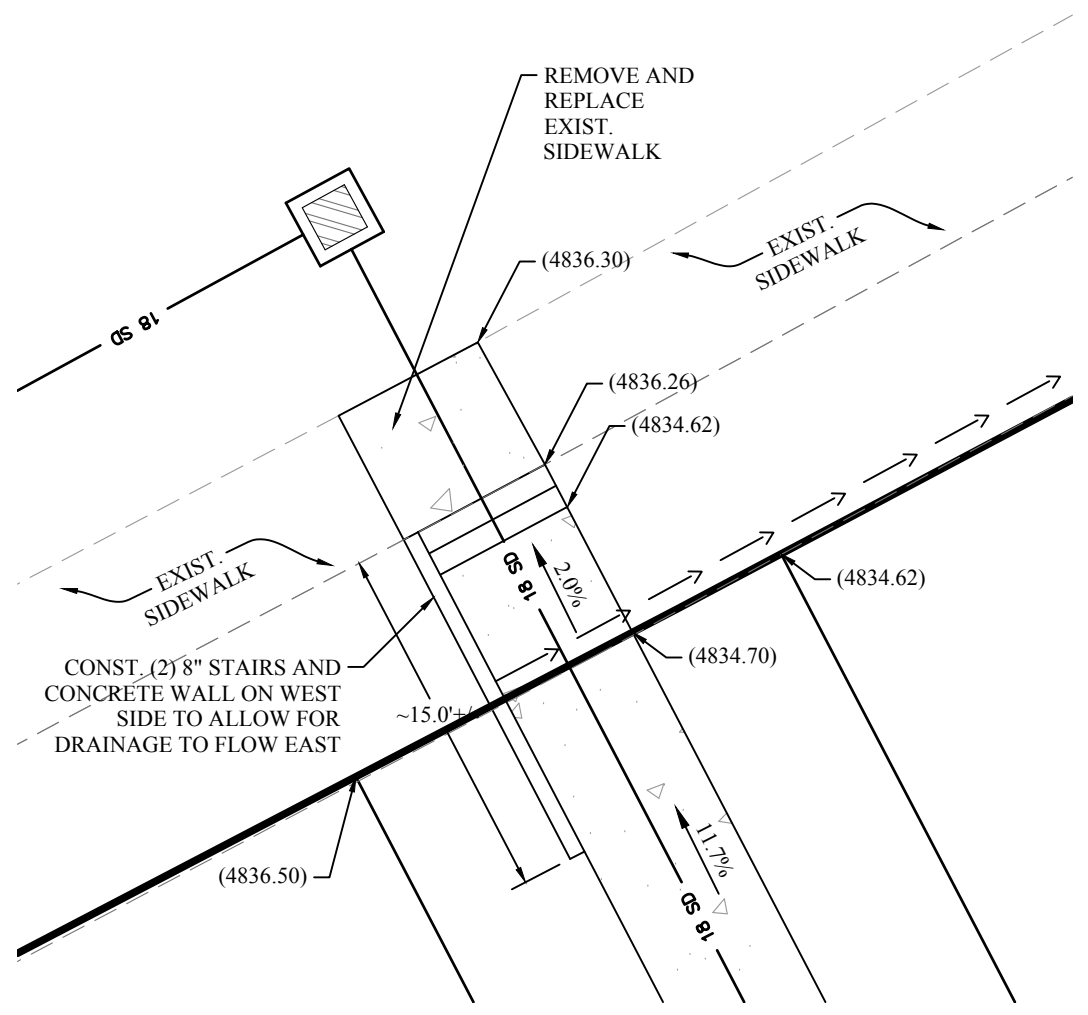 REMOVE AND
REPLACE
EXIST.
SIDEWALK
(4836.30)
EXIST.
SIDEWALK
18 SD
(4836.26)
(4834.62)
EXIST.
SIDEWALK
18 SD
2.0%
(4834.62)
(4834.70)
CONST. (2) 8" STAIRS AND
CONCRETE WALL ON WEST
SIDE TO ALLOW FOR
DRAINAGE TO FLOW EAST
~15.0'+/-
11.7%
(4836.50)
18 SD